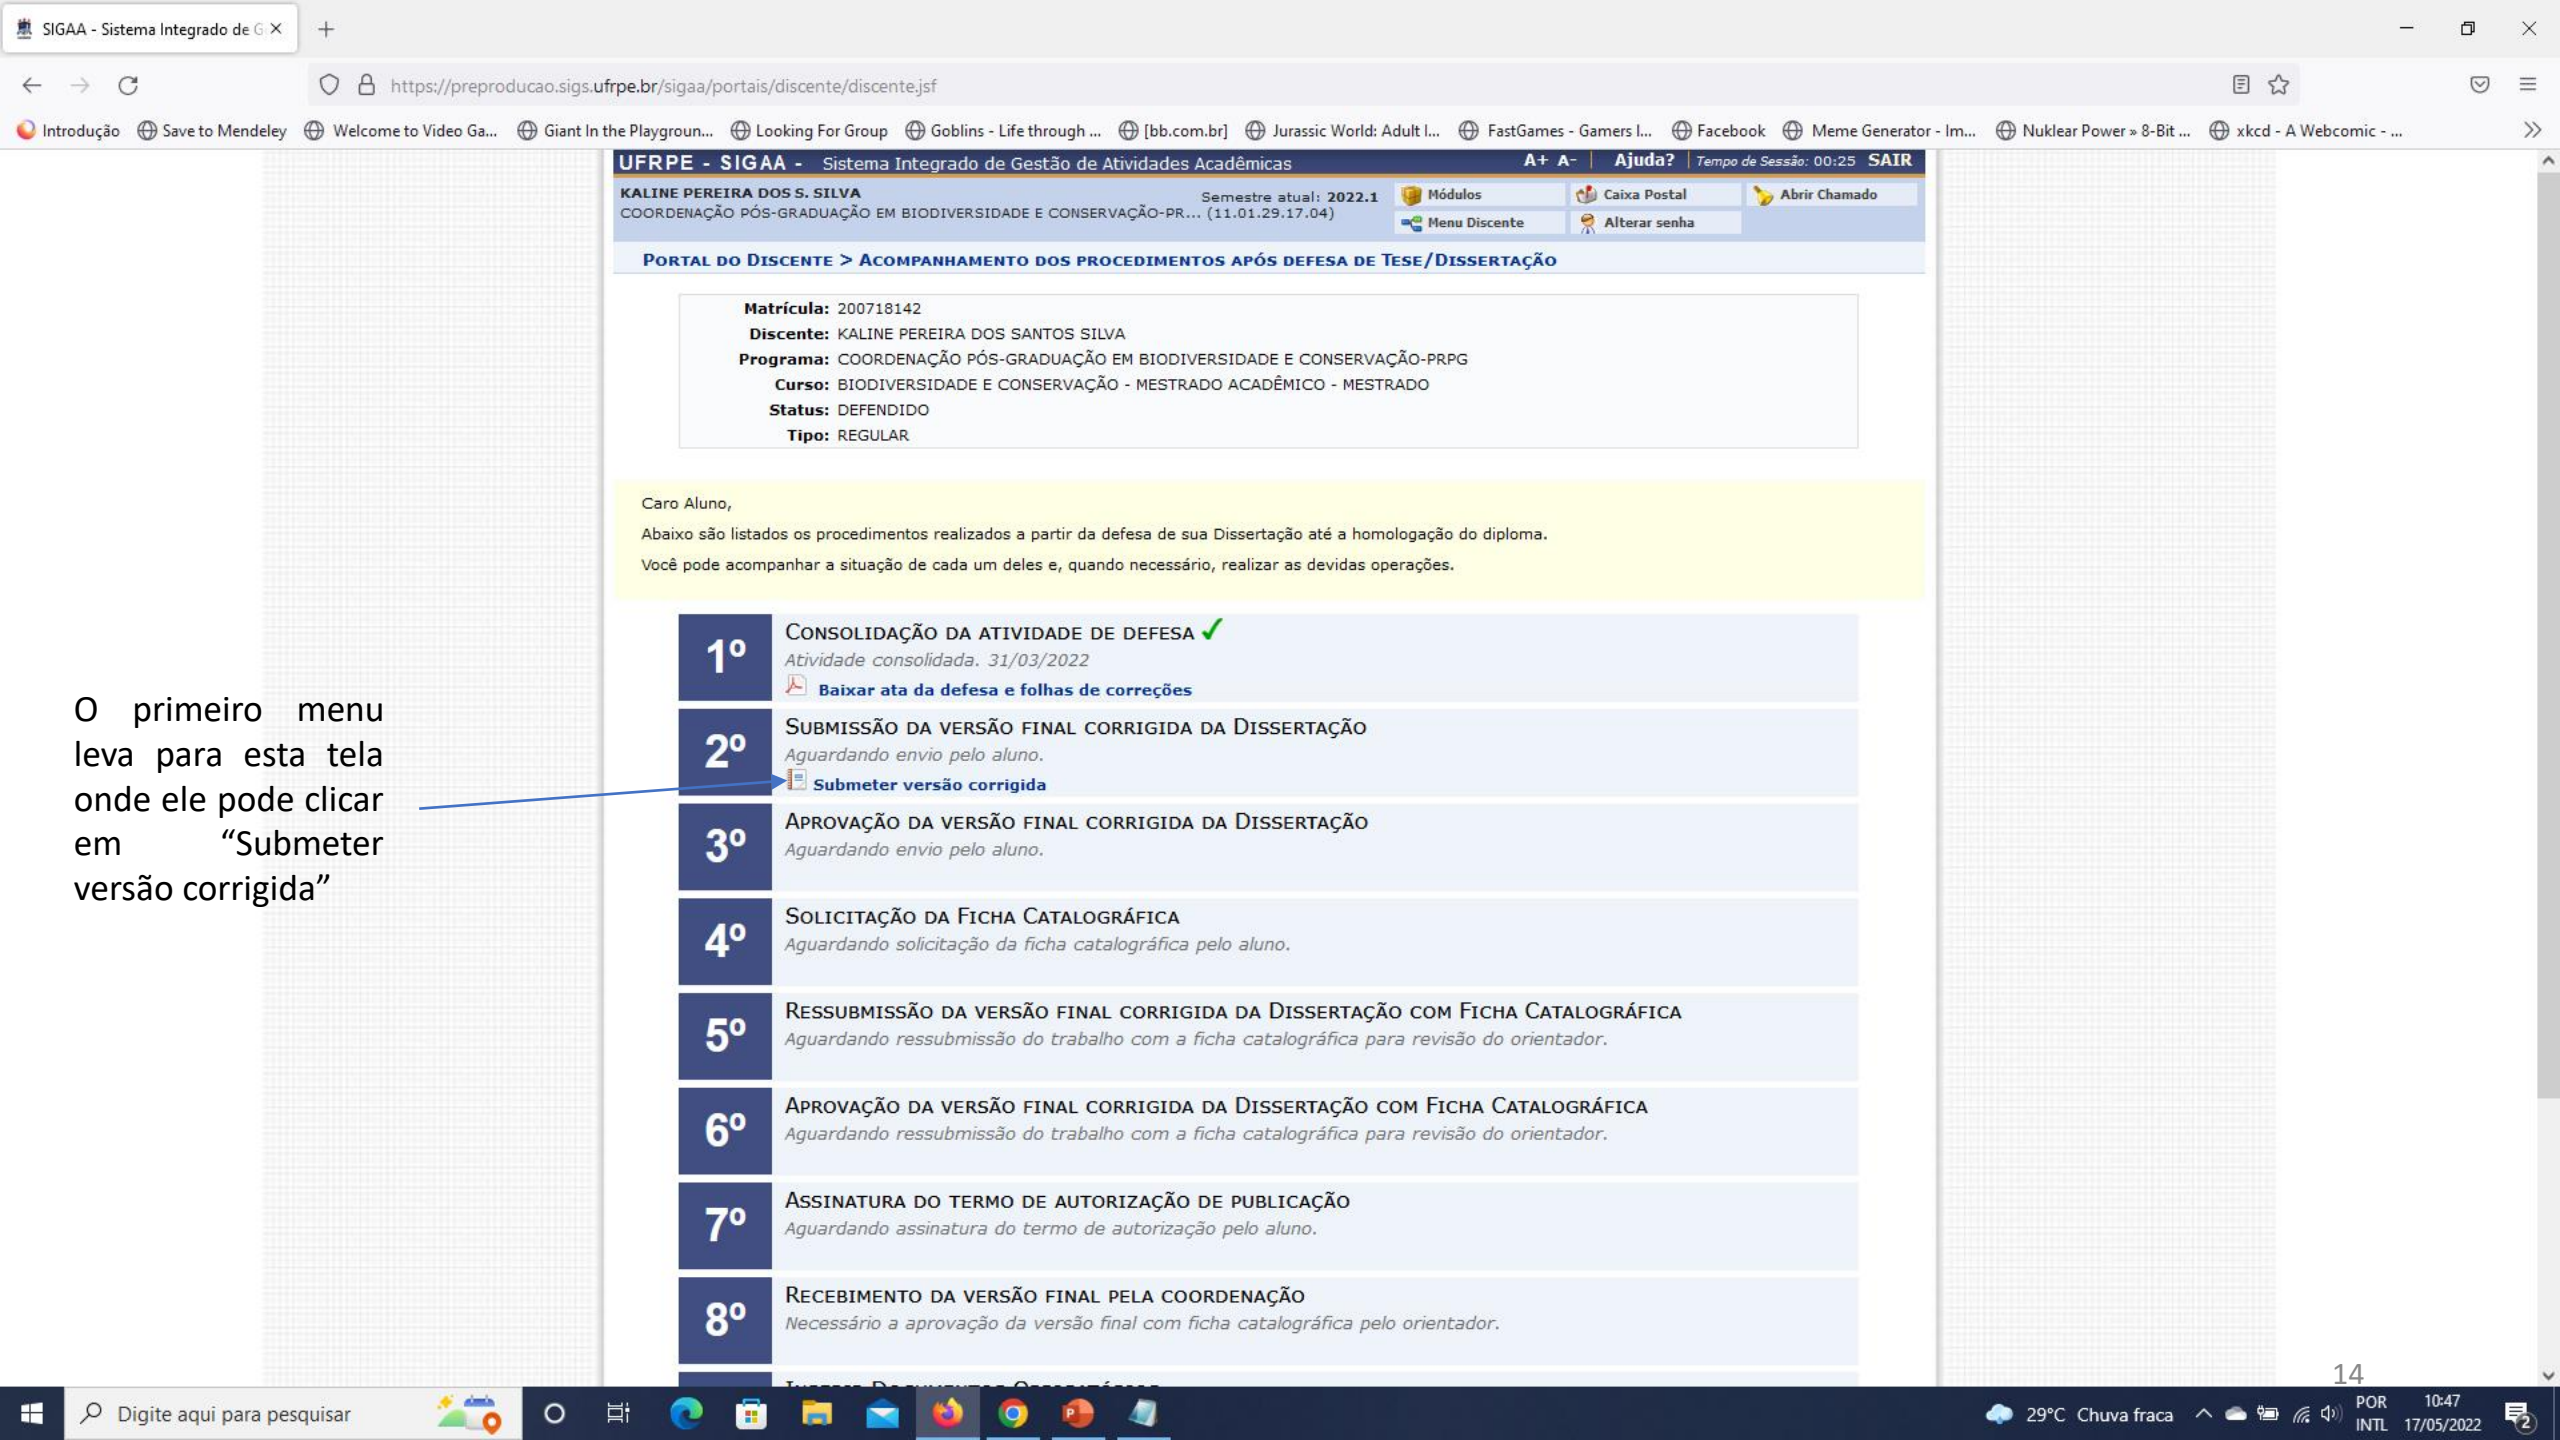 SIGAA - Sistema Integrado de G
https://preproducao.sigs.ufrpe.br/sigaa/portais/discente/discente.jsf
Introdução Save to Mendeley Welcome to Video Ga... Giant In the Playgroun... Looking For Group Goblins - Life through ... [bb.com.br] Jurassic World: Adult I... FastGames - Gamers I... Facebook Meme Generator - Im... Nuklear Power » 8-Bit ... xkcd - A Webcomic - ...
UFRPE - SIGAA - Sistema Integrado de Gestão de Atividades Acadêmicas A+ A- Ajuda? Tempo de Sessão: 00:25 SAIR
KALINE PEREIRA DOS S. SILVA Semestre atual: 2022.1 Módulos Caixa Postal Abrir Chamado
COORDENAÇÃO PÓS-GRADUAÇÃO EM BIODIVERSIDADE E CONSERVAÇÃO-PR... (11.01.29.17.04)
Menu Discente Alterar senha
PORTAL DO DISCENTE > ACOMPANHAMENTO DOS PROCEDIMENTOS APÓS DEFESA DE TESE/DISSERTAÇÃO
Matrícula: 200718142
Discente: KALINE PEREIRA DOS SANTOS SILVA
Programa: COORDENAÇÃO PÓS-GRADUAÇÃO EM BIODIVERSIDADE E CONSERVAÇÃO-PRPG
Curso: BIODIVERSIDADE E CONSERVAÇÃO - MESTRADO ACADÊMICO - MESTRADO
Status: DEFENDIDO
Tipo: REGULAR
Caro Aluno,
Abaixo são listados os procedimentos realizados a partir da defesa de sua Dissertação até a homologação do diploma.
Você pode acompanhar a situação de cada um deles e, quando necessário, realizar as devidas operações.
1º CONSOLIDAÇÃO DA ATIVIDADE DE DEFESA
Atividade consolidada. 31/03/2022
Baixar ata da defesa e folhas de correções
O primeiro menu
leva para esta tela
onde ele pode clicar
em “Submeter
versão corrigida”
2º SUBMISSÃO DA VERSÃO FINAL CORRIGIDA DA DISSERTAÇÃO
Aguardando envio pelo aluno.
Submeter versão corrigida
3º APROVAÇÃO DA VERSÃO FINAL CORRIGIDA DA DISSERTAÇÃO
Aguardando envio pelo aluno.
4º SOLICITAÇÃO DA FICHA CATALOGRÁFICA
Aguardando solicitação da ficha catalográfica pelo aluno.
5º RESSUBMISSÃO DA VERSÃO FINAL CORRIGIDA DA DISSERTAÇÃO COM FICHA CATALOGRÁFICA
Aguardando ressubmissão do trabalho com a ficha catalográfica para revisão do orientador.
6º APROVAÇÃO DA VERSÃO FINAL CORRIGIDA DA DISSERTAÇÃO COM FICHA CATALOGRÁFICA
Aguardando ressubmissão do trabalho com a ficha catalográfica para revisão do orientador.
7º ASSINATURA DO TERMO DE AUTORIZAÇÃO DE PUBLICAÇÃO
Aguardando assinatura do termo de autorização pelo aluno.
8º RECEBIMENTO DA VERSÃO FINAL PELA COORDENAÇÃO
Necessário a aprovação da versão final com ficha catalográfica pelo orientador.
14
Digite aqui para pesquisar
29°C Chuva fraca POR INTL 10:47 17/05/2022 2